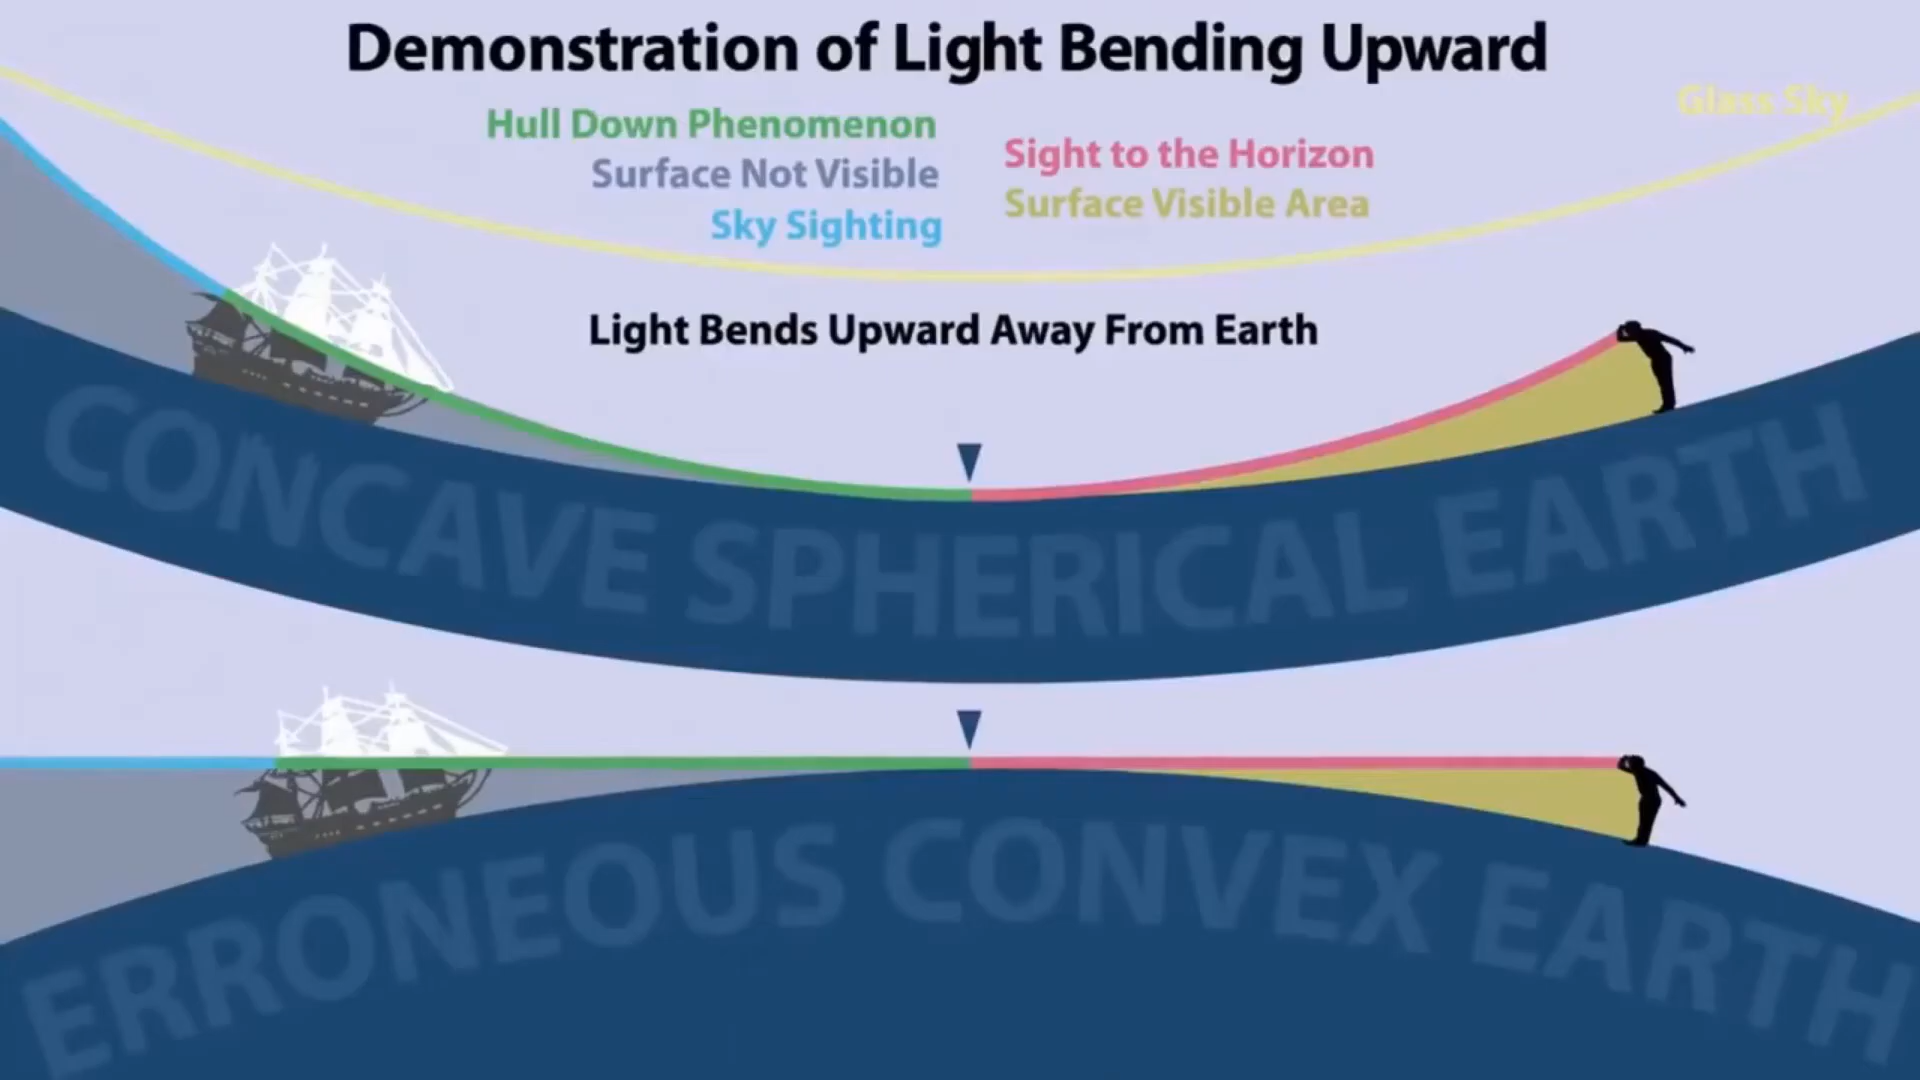 Demonstration of Light Bending Upward
Glass Sky
Hull Down Phenomenon
Surface Not Visible
Sky Sighting
Sight to the Horizon
Surface Visible Area
Light Bends Upward Away From Earth
CONCAVE SPHERICAL EARTH
ERRONEOUS CONVEX EARTH